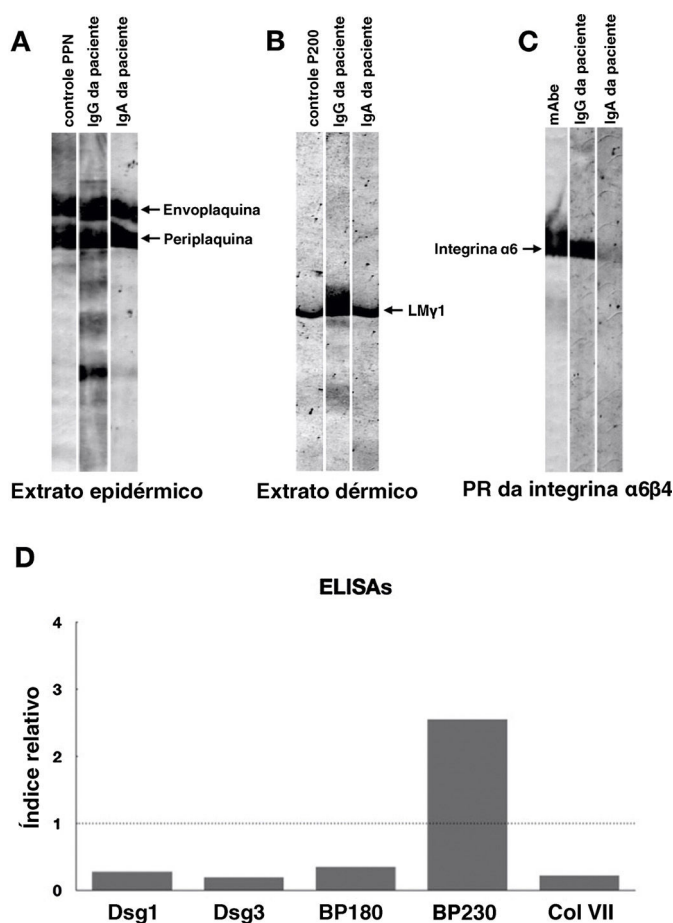 A
controle PPN
IgG da paciente
IgA da paciente
Envoplaquina
Periplaquina
Extrato epidérmico
B
controle P200
IgG da paciente
IgA da paciente
LMγ1
Extrato dérmico
C
mAbe
IgG da paciente
IgA da paciente
Integrina α6
PR da integrina α6β4
D
ELISAs
Índice relativo
4
3
2
1
0
Dsg1 Dsg3 BP180 BP230 Col VII